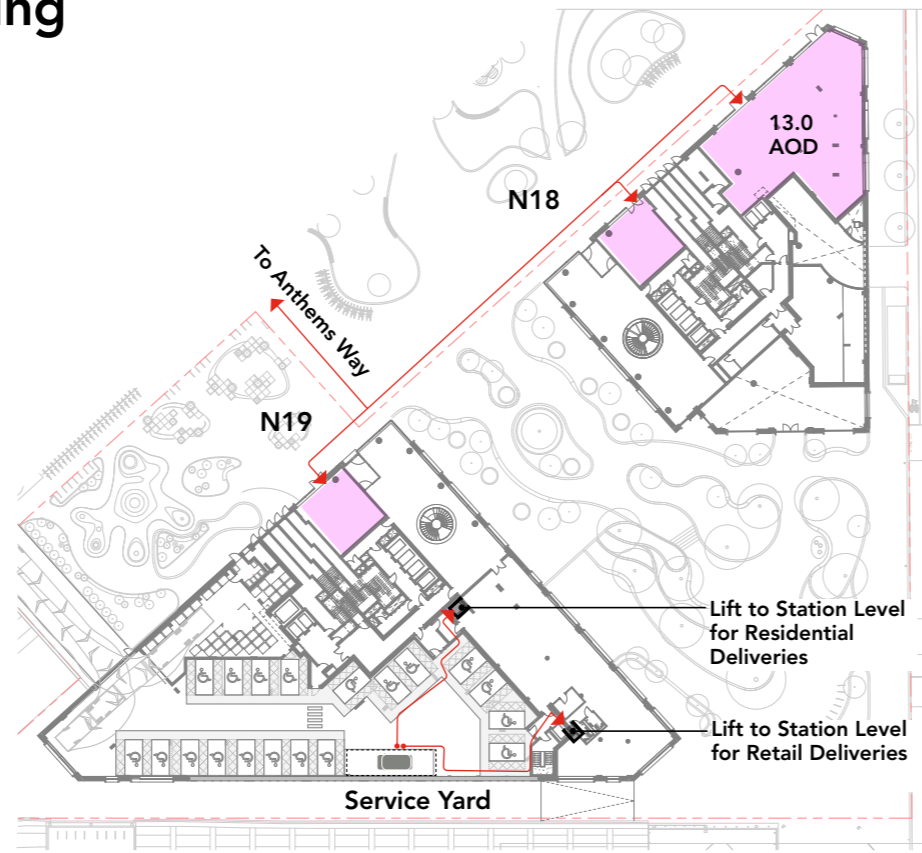 ing
13.0
AOD
N18
To Anthems Way
N19
Lift to Station Level
for Residential
Deliveries
Lift to Station Level
for Retail Deliveries
Service Yard